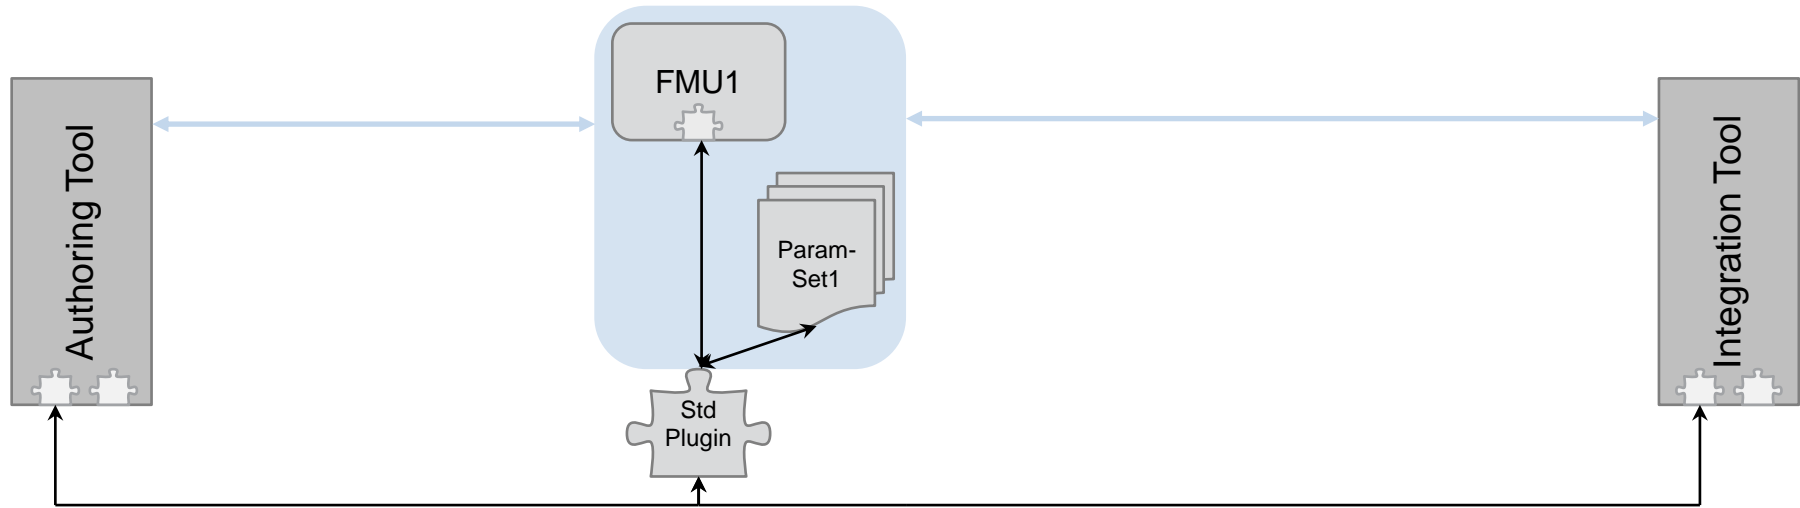 Authoring Tool
FMU1
Param-
Set1
Std
Plugin
Integration Tool